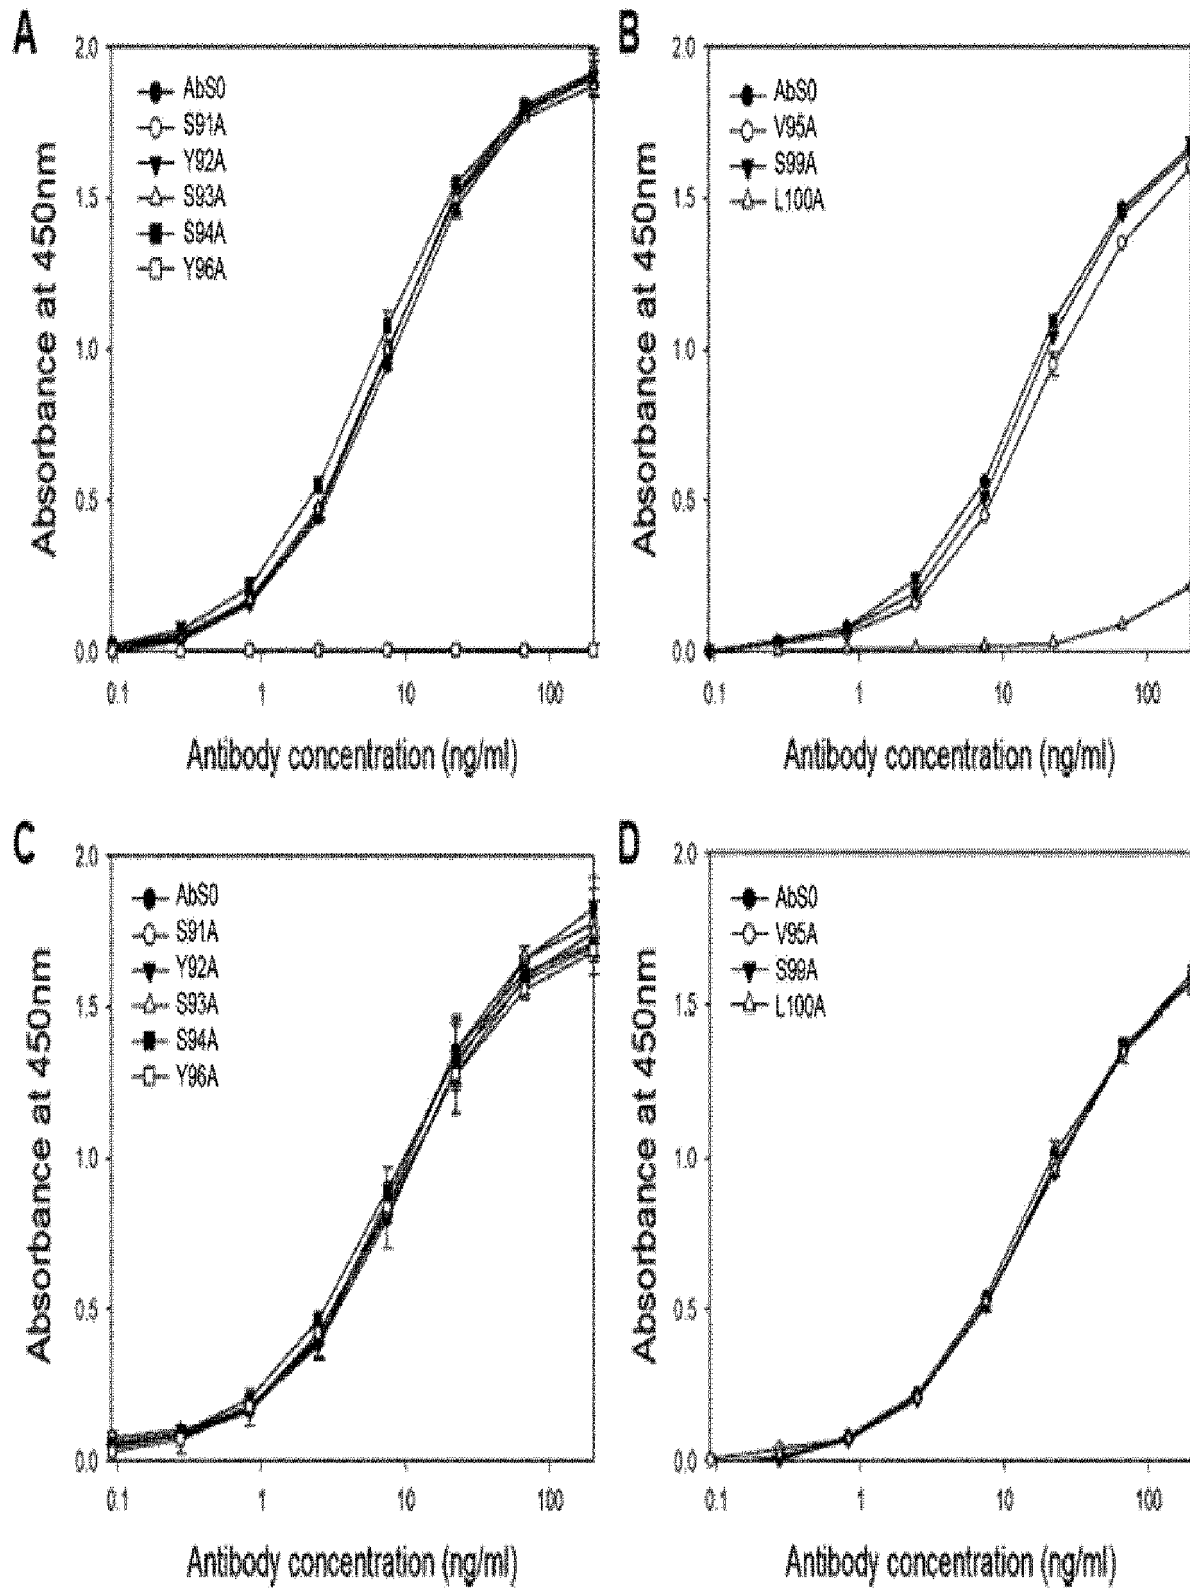 A
2.0
1.5
1.0
0.5
0.0
Absorbance at 450nm
AbS0
S91A
Y92A
S93A
S94A
Y96A
0.1 1 10 100
Antibody concentration (ng/ml)
B
2.0
1.5
1.0
0.5
0.0
Absorbance at 450nm
AbS0
V95A
S99A
L100A
0.1 1 10 100
Antibody concentration (ng/ml)
C
2.0
1.5
1.0
0.5
0.0
Absorbance at 450nm
AbS0
S91A
Y92A
S93A
S94A
Y96A
0.1 1 10 100
Antibody concentration (ng/ml)
D
2.0
1.5
1.0
0.5
0.0
Absorbance at 450nm
AbS0
V95A
S99A
L100A
0.1 1 10 100
Antibody concentration (ng/ml)